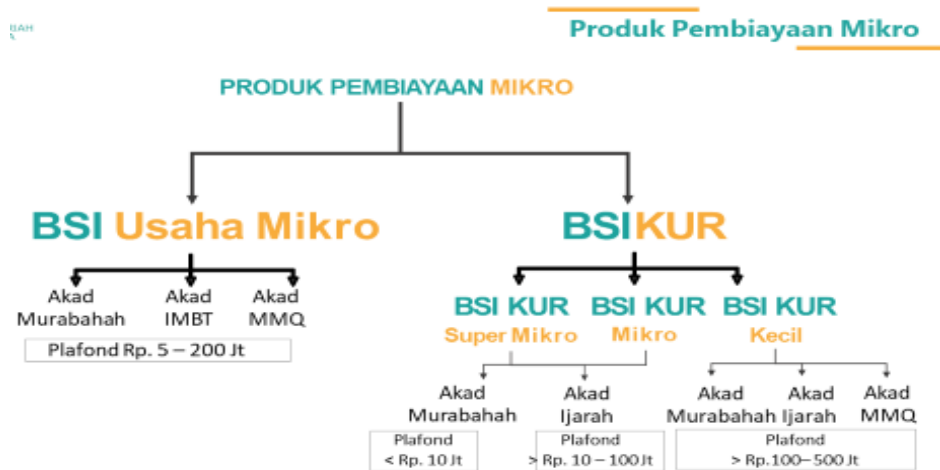 Produk Pembiayaan Mikro
PRODUK PEMBIAYAAN MIKRO
BSI Usaha Mikro
Akad Murabahah
Akad IMBT
Akad MMQ
Plafond Rp. 5 – 200 Jt
BSI KUR
BSI KUR Super Mikro
BSI KUR Mikro
BSI KUR Kecil
Akad Murabahah
Akad Ijarah
Akad Murabahah
Akad Ijarah
Akad MMQ
Plafond
< Rp. 10 Jt
Plafond
> Rp. 10 – 100 Jt
Plafond
> Rp.100–500 Jt